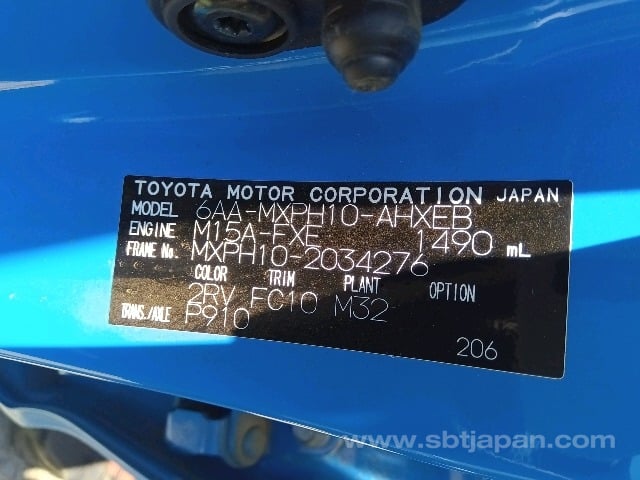 TOYOTA MOTOR CORPORATION JAPAN
MODEL 6AA-MXPH10-AHXEB
ENGINE M15A-FXE 1490 mL
FRAME No. MXPH10-2034276
COLOR TRIM PLANT OPTION
2RV FC10 M32
TRANS./AXLE P910
206
www.sbtjapan.com